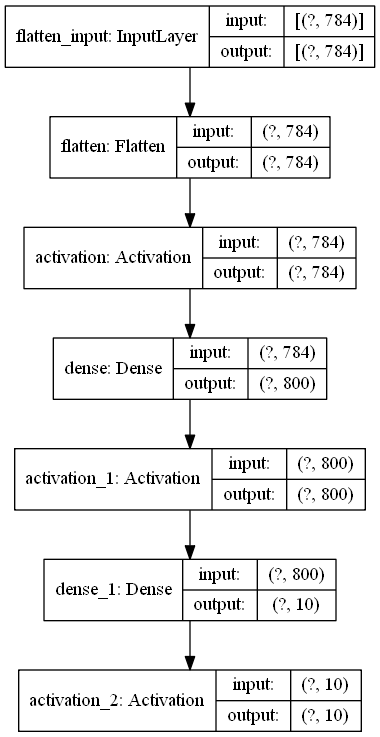 flatten_input: InputLayer
input: [(?, 784)]
output: [(?, 784)]
flatten: Flatten
input: (?, 784)
output: (?, 784)
activation: Activation
input: (?, 784)
output: (?, 784)
dense: Dense
input: (?, 784)
output: (?, 800)
activation_1: Activation
input: (?, 800)
output: (?, 800)
dense_1: Dense
input: (?, 800)
output: (?, 10)
activation_2: Activation
input: (?, 10)
output: (?, 10)